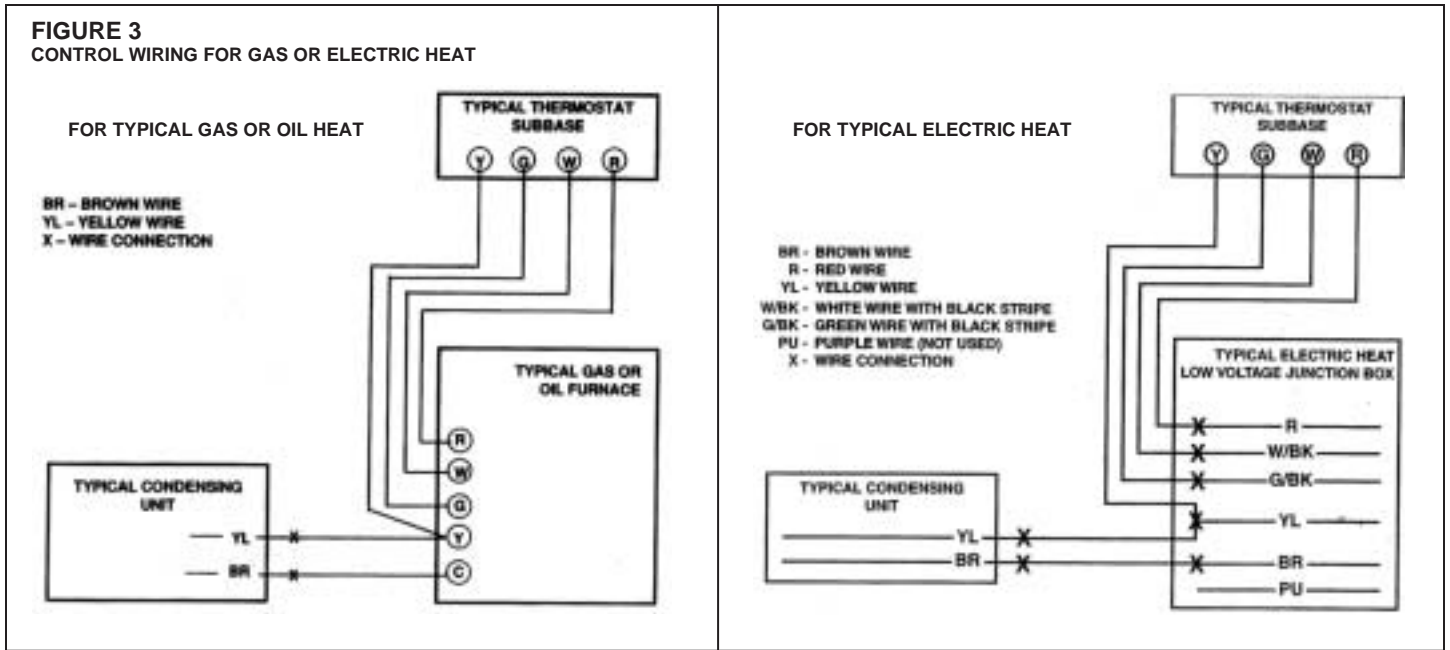 FIGURE 3
CONTROL WIRING FOR GAS OR ELECTRIC HEAT
FOR TYPICAL GAS OR OIL HEAT
TYPICAL THERMOSTAT
SUBBASE
Y G W R
BR – BROWN WIRE
YL – YELLOW WIRE
X – WIRE CONNECTION
TYPICAL GAS OR
OIL FURNACE
R
W
G
Y
C
TYPICAL CONDENSING
UNIT
YL X
BR X
FOR TYPICAL ELECTRIC HEAT
TYPICAL THERMOSTAT
SUBBASE
Y G W R
BR - BROWN WIRE
R - RED WIRE
YL - YELLOW WIRE
W/BK - WHITE WIRE WITH BLACK STRIPE
G/BK - GREEN WIRE WITH BLACK STRIPE
PU - PURPLE WIRE (NOT USED)
X - WIRE CONNECTION
TYPICAL ELECTRIC HEAT
LOW VOLTAGE JUNCTION BOX
X R
X W/BK
X G/BK
X YL
X BR
PU
TYPICAL CONDENSING
UNIT
YL X
BR X